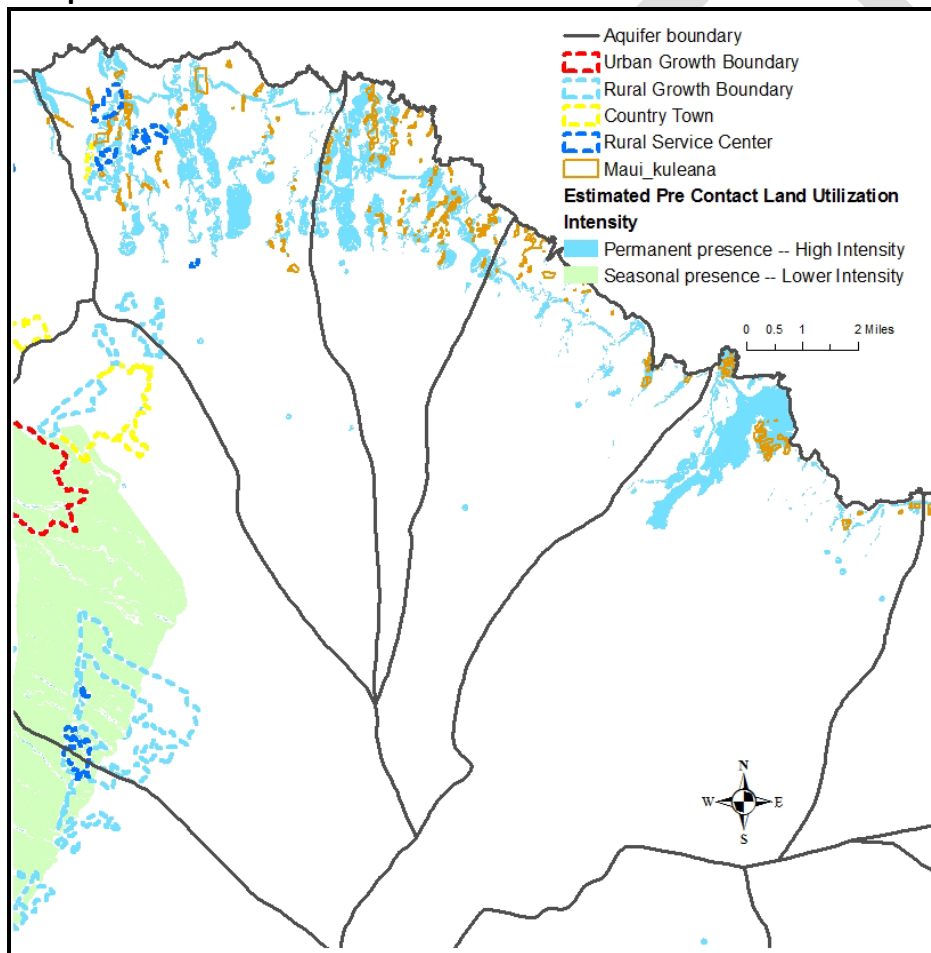 Aquifer boundary
Urban Growth Boundary
Rural Growth Boundary
Country Town
Rural Service Center
Maui_kuleana
Estimated Pre Contact Land Utilization
Intensity
Permanent presence -- High Intensity
Seasonal presence -- Lower Intensity
0 0.5 1 2 Miles
N
W E
S